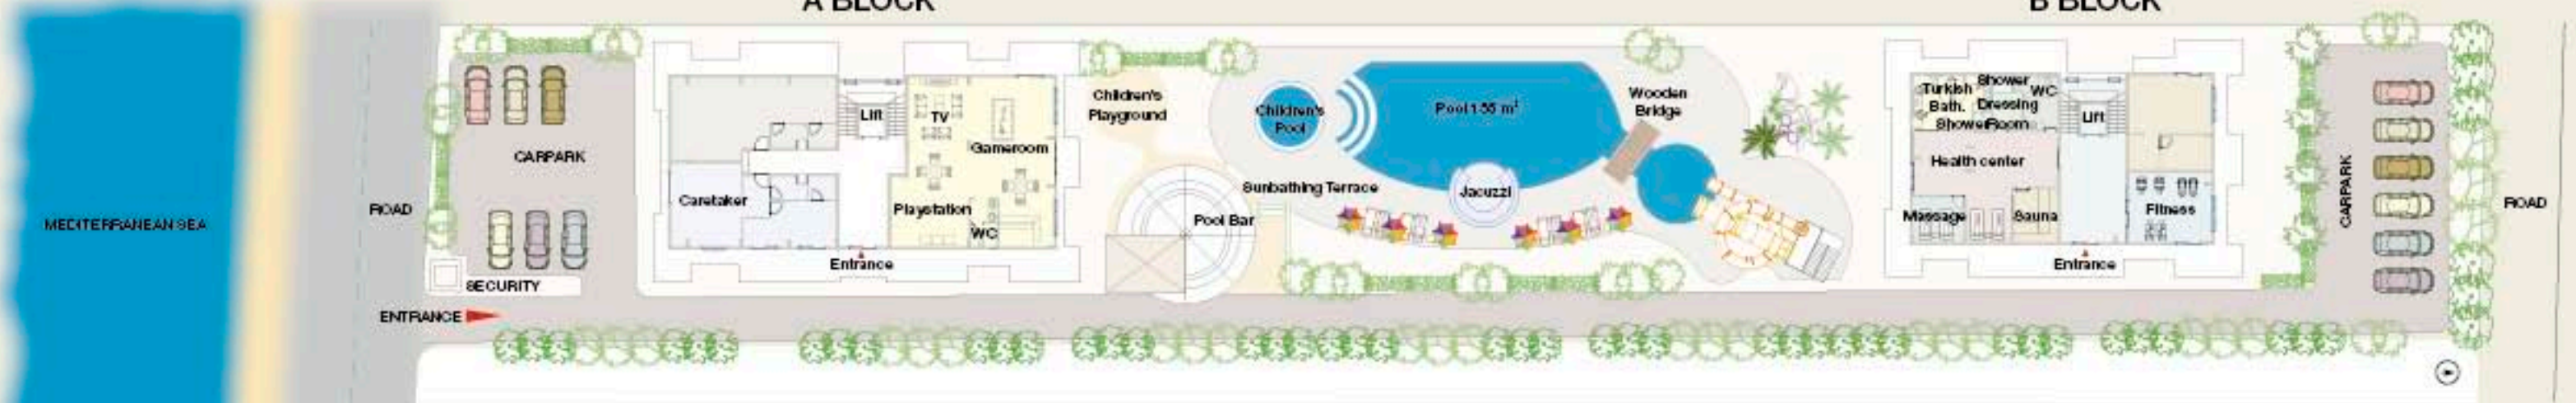 A BLOCK
B BLOCK
MEDITERRANEAN SEA
ROAD
CARPARK
SECURITY
ENTRANCE
Caretaker
Lift
TV
Gameroom
Playstation
WC
Entrance
Children's
Playground
Pool Bar
Children's
Pool
Sunbathing Terrace
Pool 155 m²
Jacuzzi
Wooden
Bridge
Turkish
Bath.
Shower
WC
Dressing
Room
Shower
Health center
Massage
Sauna
Lift
Fitness
Entrance
CARPARK
ROAD